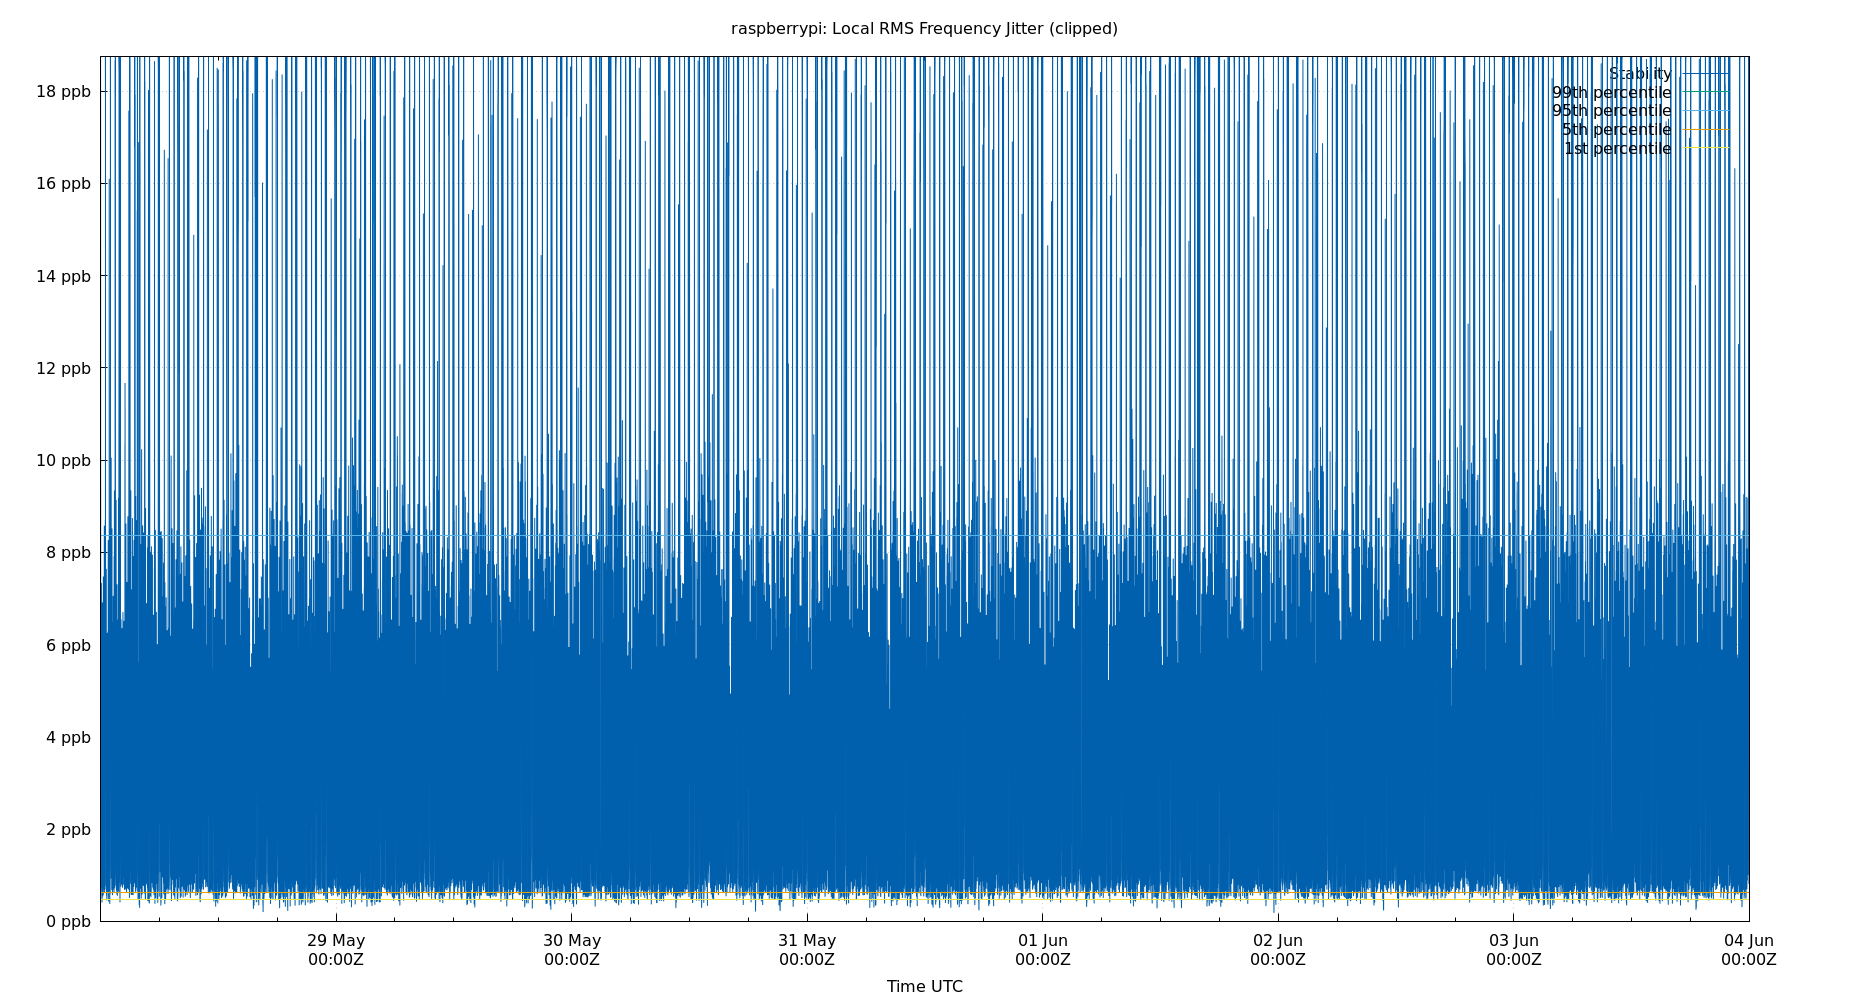 raspberrypi: Local RMS Frequency Jitter (clipped)
18 ppb
16 ppb
14 ppb
12 ppb
10 ppb
8 ppb
6 ppb
4 ppb
2 ppb
0 ppb
Stability
99th percentile
95th percentile
5th percentile
1st percentile
29 May
00:00Z
30 May
00:00Z
31 May
00:00Z
01 Jun
00:00Z
02 Jun
00:00Z
03 Jun
00:00Z
04 Jun
00:00Z
Time UTC